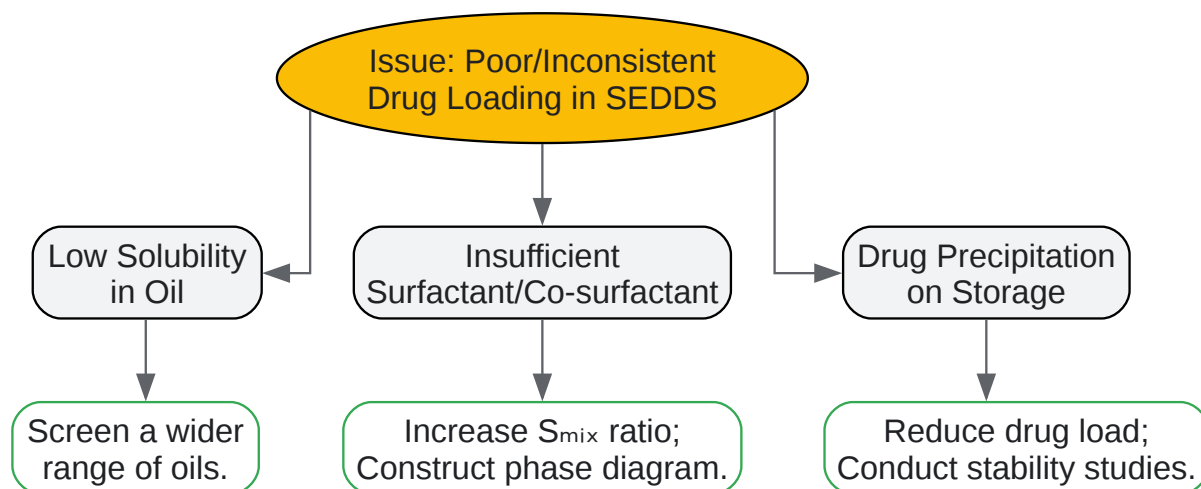 Issue: Poor/Inconsistent
Drug Loading in SEDDS
Low Solubility
in Oil
Insufficient
Surfactant/Co-surfactant
Drug Precipitation
on Storage
Screen a wider
range of oils.
Increase Sₘᵢₓ ratio;
Construct phase diagram.
Reduce drug load;
Conduct stability studies.